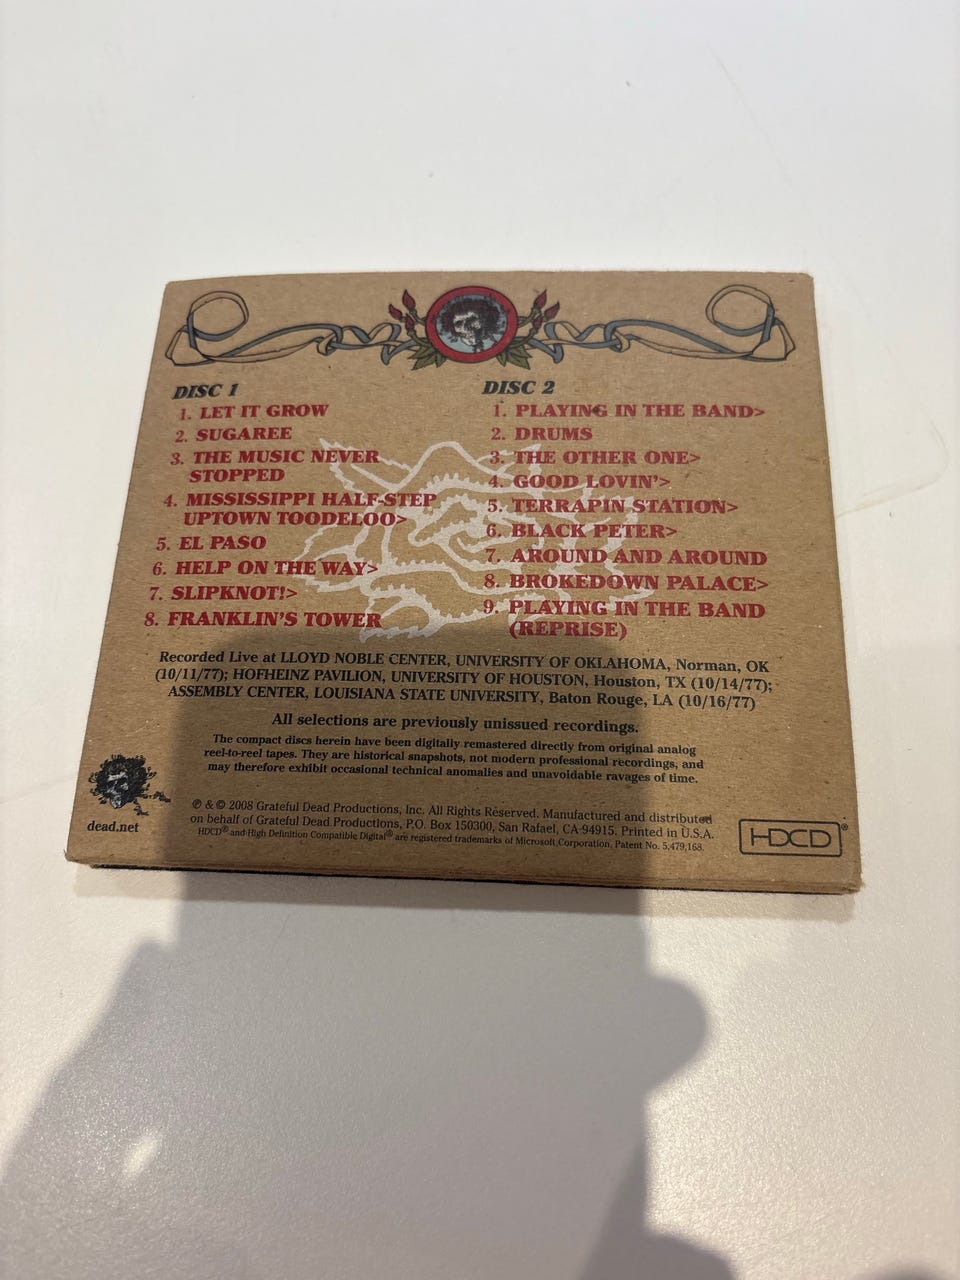 DISC 1
1. LET IT GROW
2. SUGAREE
3. THE MUSIC NEVER
STOPPED
4. MISSISSIPPI HALF-STEP
UPTOWN TOODELOO>
5. EL PASO
6. HELP ON THE WAY>
7. SLIPKNOT!>
8. FRANKLIN'S TOWER
DISC 2
1. PLAYING IN THE BAND>
2. DRUMS
3. THE OTHER ONE>
4. GOOD LOVIN'>
5. TERRAPIN STATION>
6. BLACK PETER>
7. AROUND AND AROUND
8. BROKEDOWN PALACE>
9. PLAYING IN THE BAND
(REPRISE)
Recorded Live at LLOYD NOBLE CENTER, UNIVERSITY OF OKLAHOMA, Norman, OK
(10/11/77); HOFHEINZ PAVILION, UNIVERSITY OF HOUSTON, Houston, TX (10/14/77);
ASSEMBLY CENTER, LOUISIANA STATE UNIVERSITY, Baton Rouge, LA (10/16/77)
All selections are previously unissued recordings.
The compact discs herein have been digitally remastered directly from original analog
reel-to-reel tapes. They are historical snapshots, not modern professional recordings, and
may therefore exhibit occasional technical anomalies and unavoidable ravages of time.
dead.net
℗ & © 2008 Grateful Dead Productions, Inc. All Rights Reserved. Manufactured and distributed
on behalf of Grateful Dead Productions, P.O. Box 150300, San Rafael, CA 94915. Printed in U.S.A.
HDCD® and High Definition Compatible Digital® are registered trademarks of Microsoft Corporation, Patent No. 5,479,168.
HDCD®